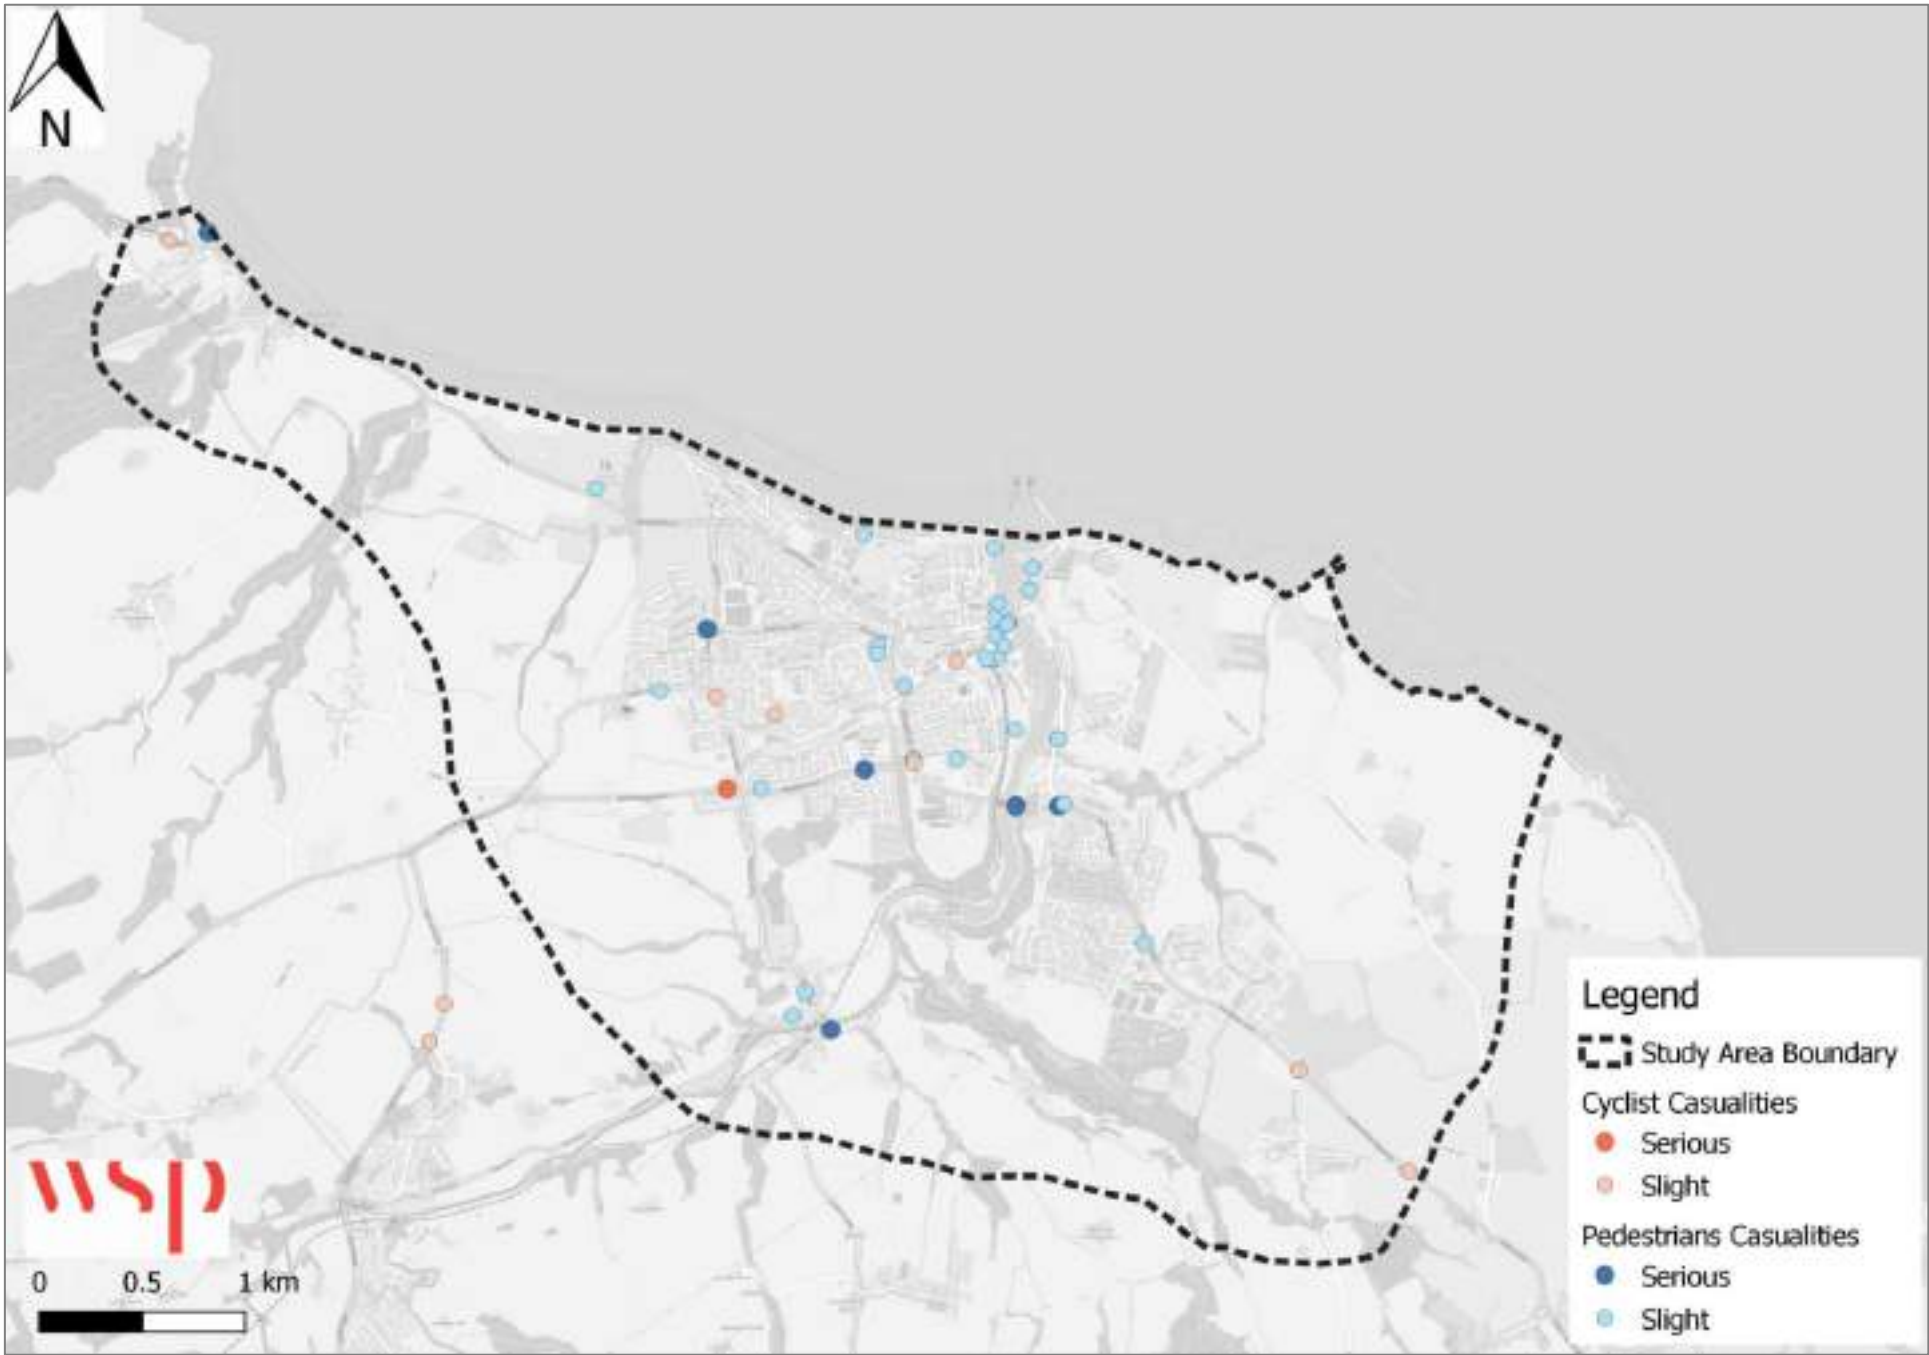 N
Legend
Study Area Boundary
Cyclist Casualities
Serious
Slight
Pedestrians Casualities
Serious
Slight
wsp
0 0.5 1 km